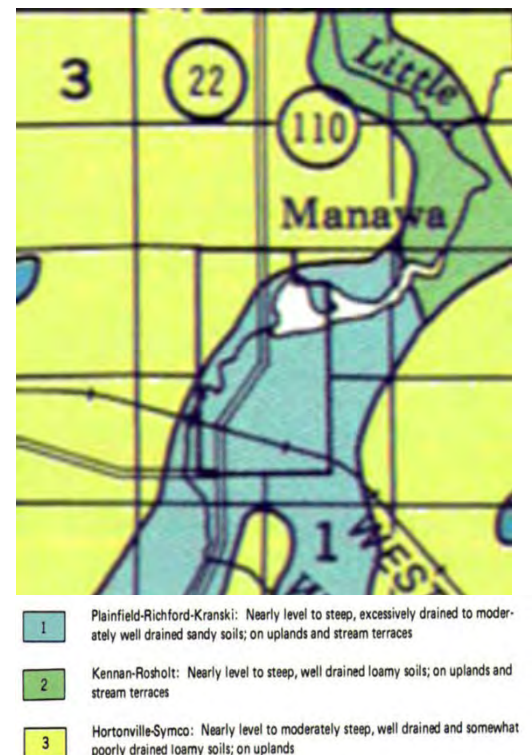 Little
3
22
110
Manawa
1
WEST
W
1
Plainfield-Richford-Kranski: Nearly level to steep, excessively drained to moder-
ately well drained sandy soils; on uplands and stream terraces
2
Kennan-Rosholt: Nearly level to steep, well drained loamy soils; on uplands and
stream terraces
3
Hortonville-Symco: Nearly level to moderately steep, well drained and somewhat
poorly drained loamy soils; on uplands